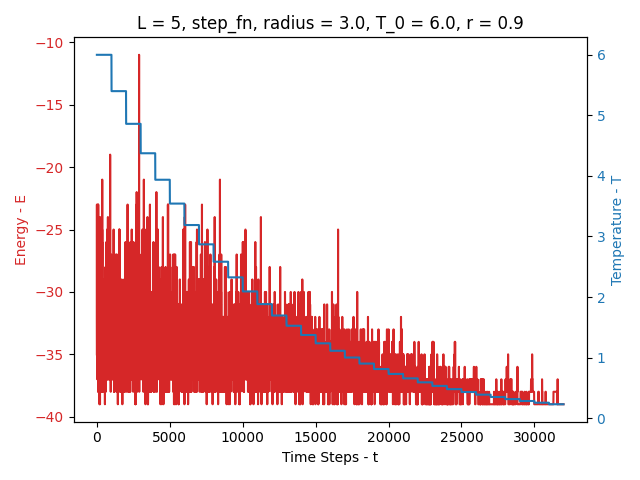 L = 5, step_fn, radius = 3.0, T_0 = 6.0, r = 0.9
−10
−15
−20
−25
−30
−35
−40
Energy - E
6
5
4
3
2
1
0
Temperature - T
0 5000 10000 15000 20000 25000 30000
Time Steps - t